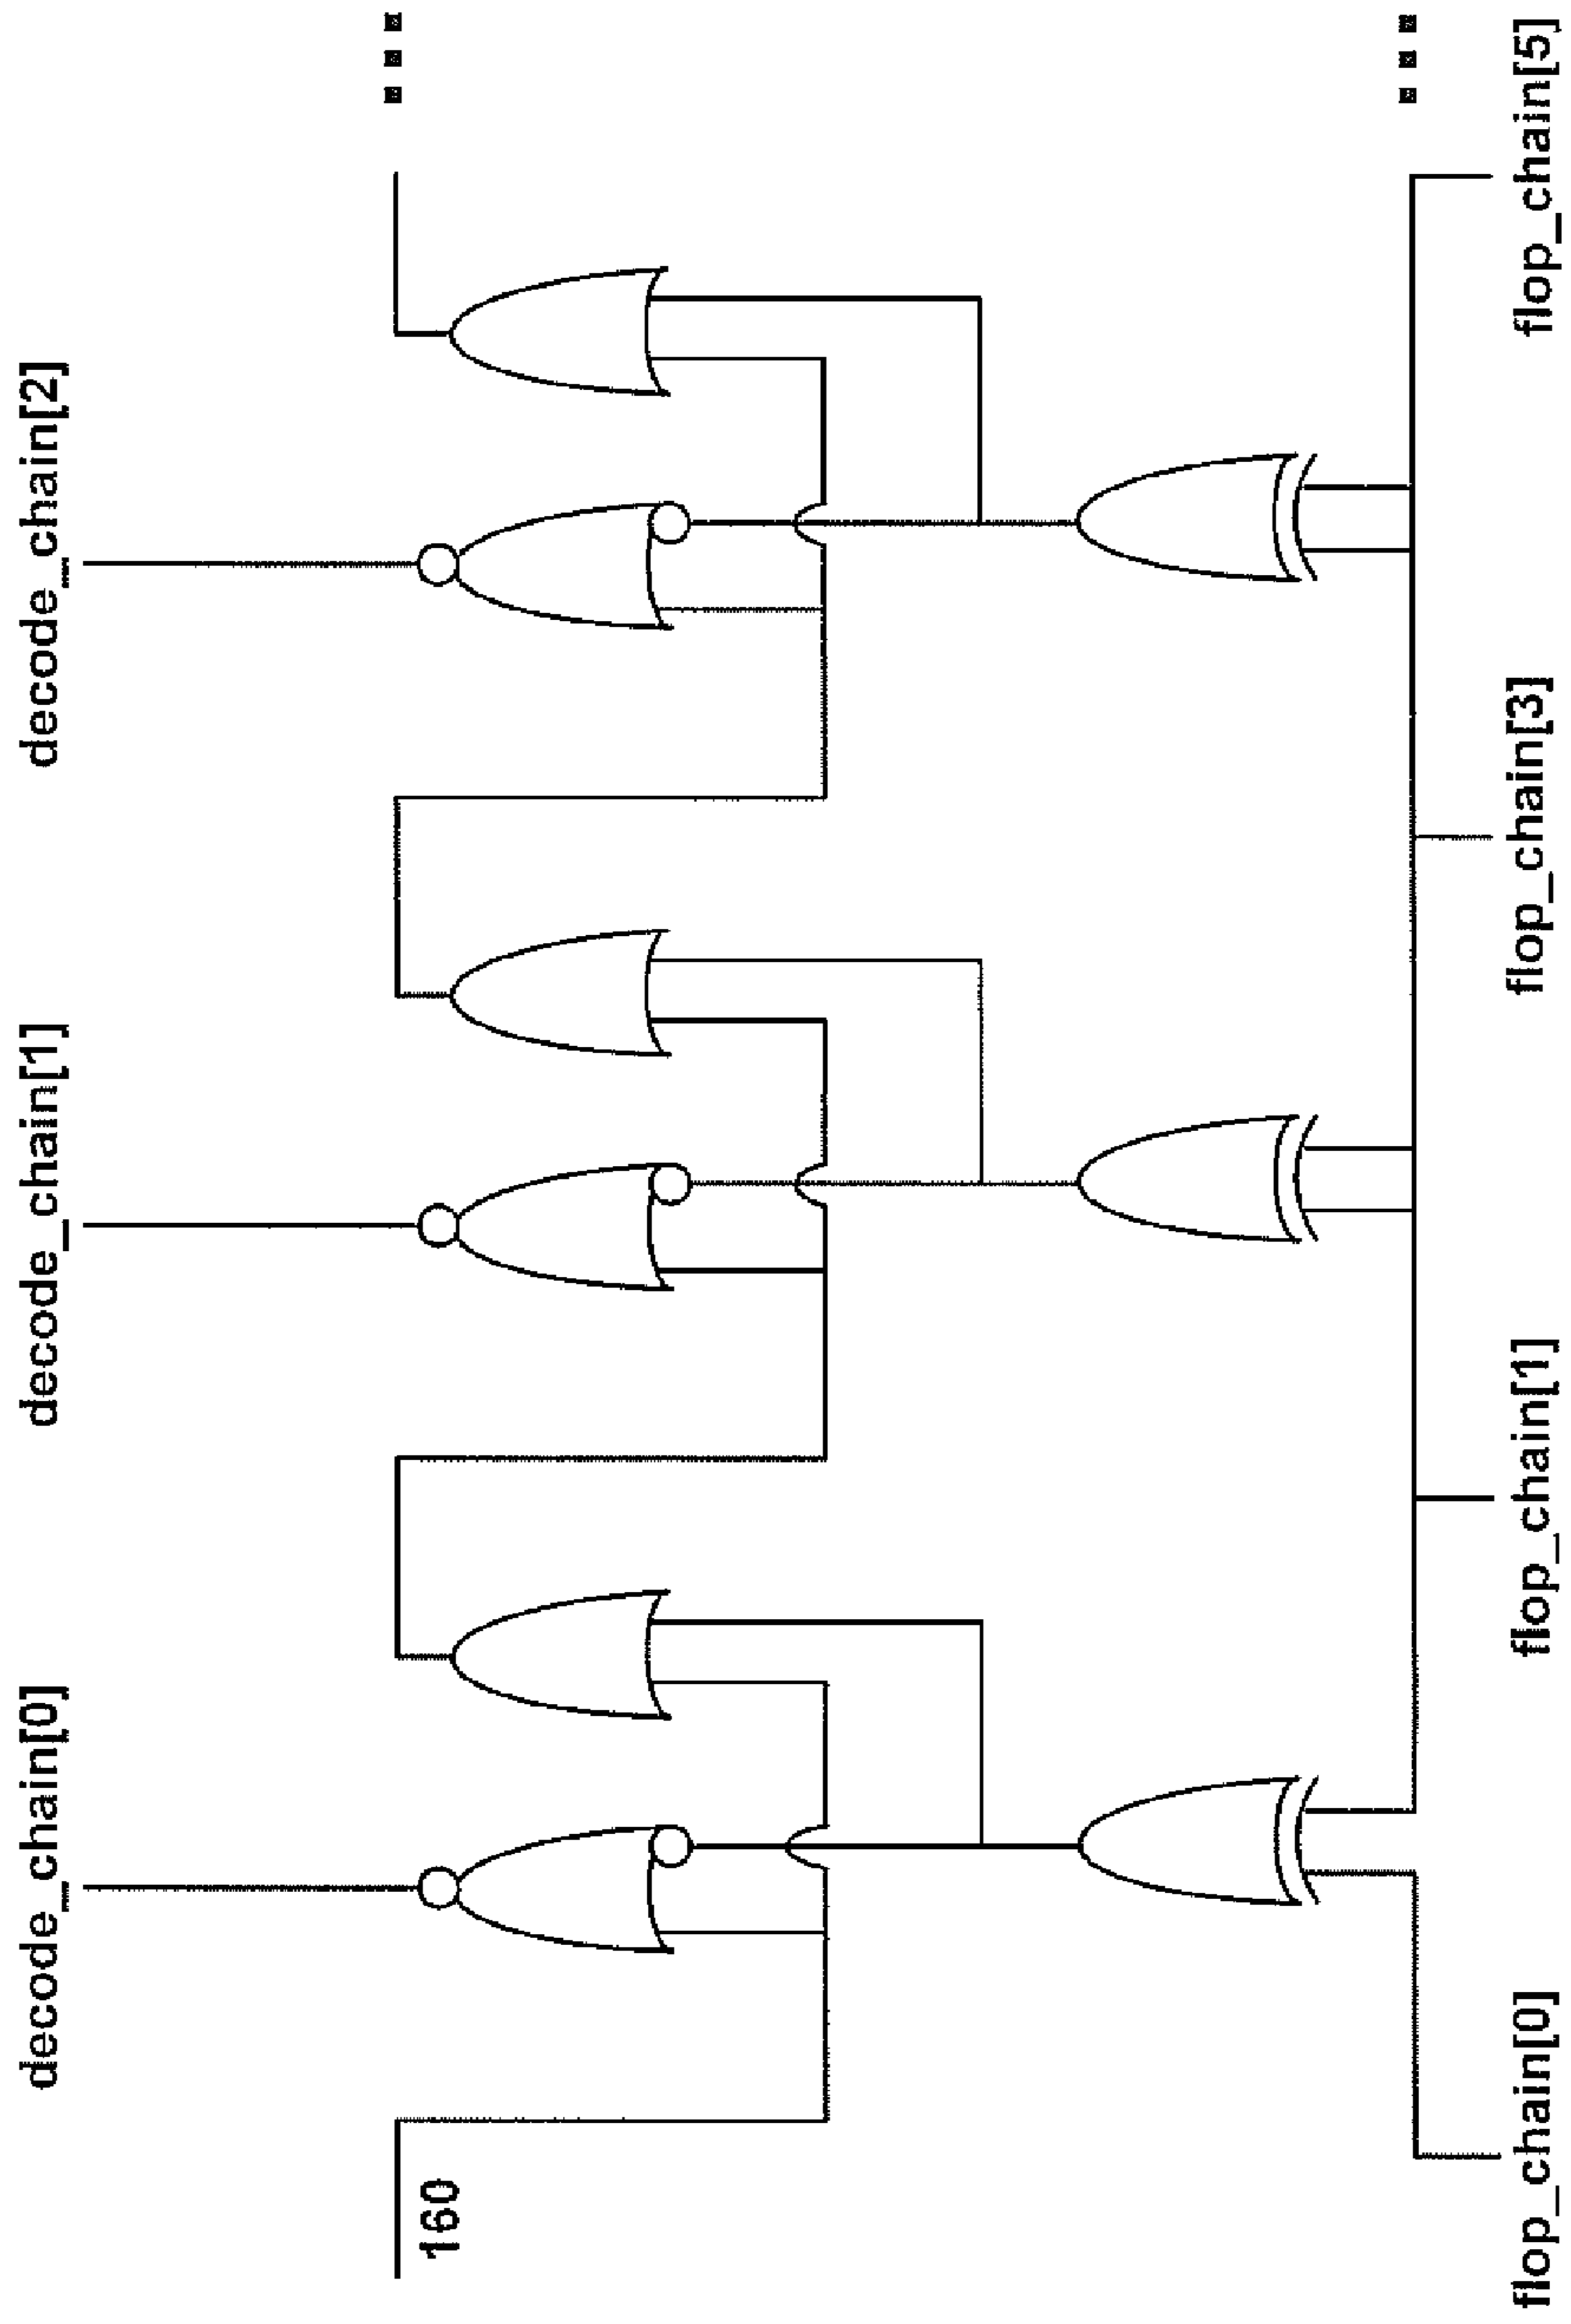 decode_chain[0]
decode_chain[1]
decode_chain[2]
160
flop_chain[0]
flop_chain[1]
flop_chain[3]
flop_chain[5]